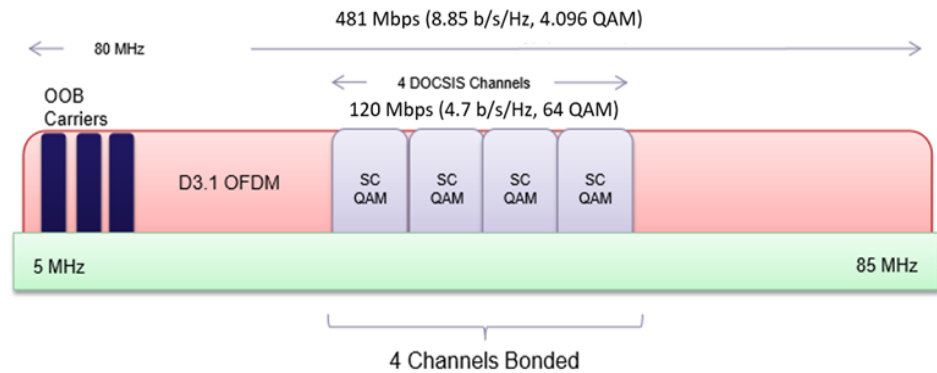 481 Mbps (8.85 b/s/Hz, 4.096 QAM)
80 MHz
4 DOCSIS Channels
OOB
Carriers
120 Mbps (4.7 b/s/Hz, 64 QAM)
D3.1 OFDM
SC
QAM
SC
QAM
SC
QAM
SC
QAM
5 MHz
85 MHz
4 Channels Bonded